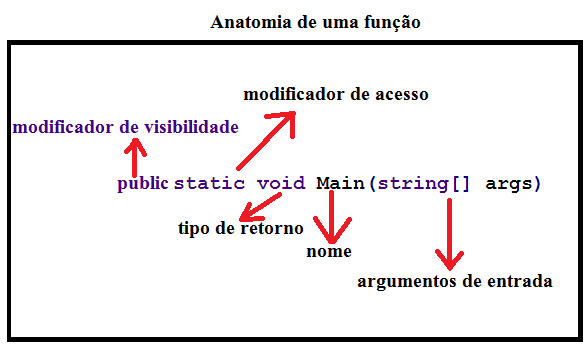 Anatomia de uma função
modificador de acesso
modificador de visibilidade
public static void Main(string[] args)
tipo de retorno
nome
argumentos de entrada